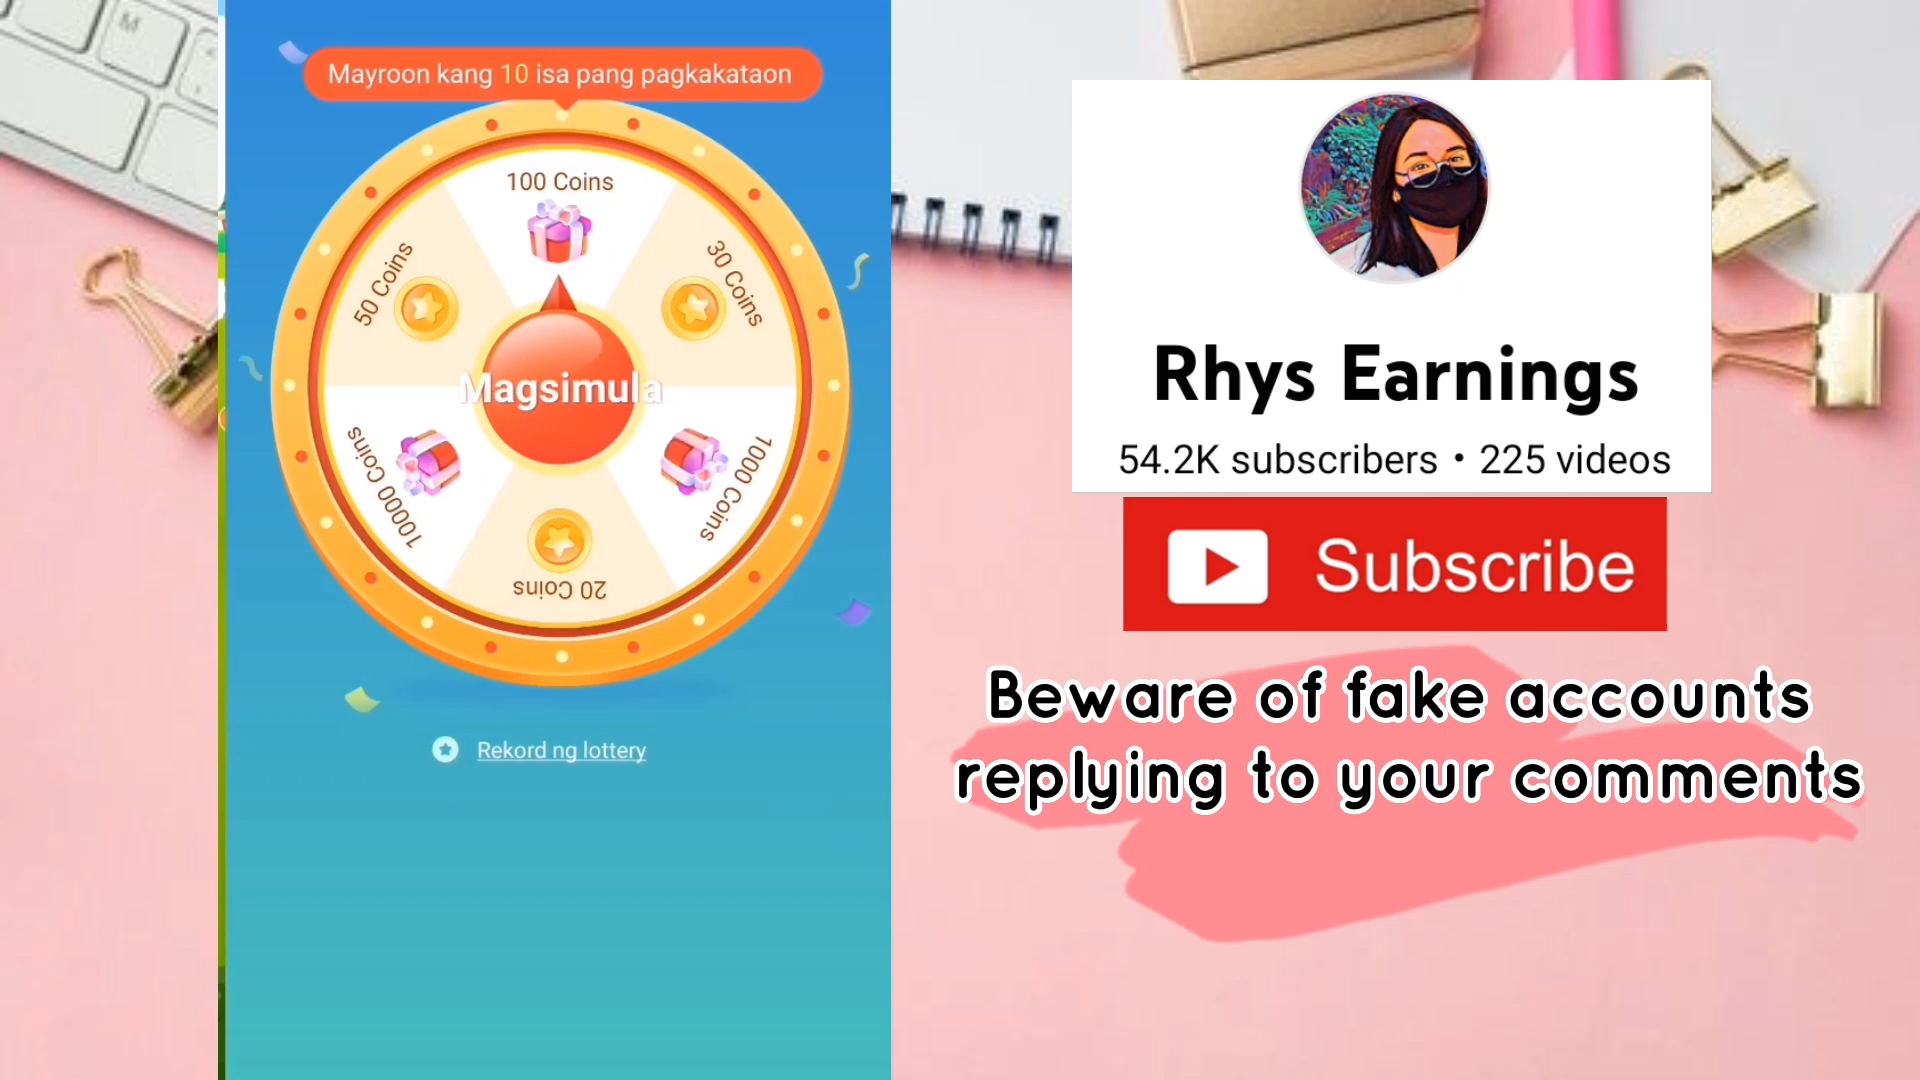 M
Mayroon kang 10 isa pang pagkakataon
100 Coins
50 Coins
30 Coins
Magsimula
10000 Coins
1000 Coins
20 Coins
Rekord ng lottery
Rhys Earnings
54.2K subscribers • 225 videos
Subscribe
Beware of fake accounts
replying to your comments